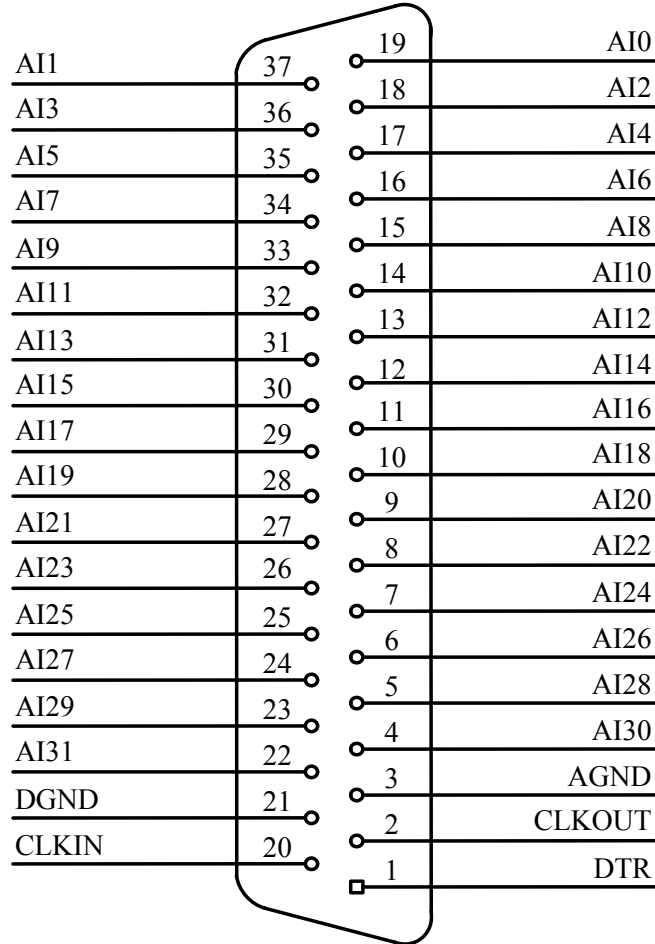 19 AI0
AI1 37
18 AI2
AI3 36
17 AI4
AI5 35
16 AI6
AI7 34
15 AI8
AI9 33
14 AI10
AI11 32
13 AI12
AI13 31
12 AI14
AI15 30
11 AI16
AI17 29
10 AI18
AI19 28
9 AI20
AI21 27
8 AI22
AI23 26
7 AI24
AI25 25
6 AI26
AI27 24
5 AI28
AI29 23
4 AI30
AI31 22
3 AGND
DGND 21
2 CLKOUT
CLKIN 20
1 DTR